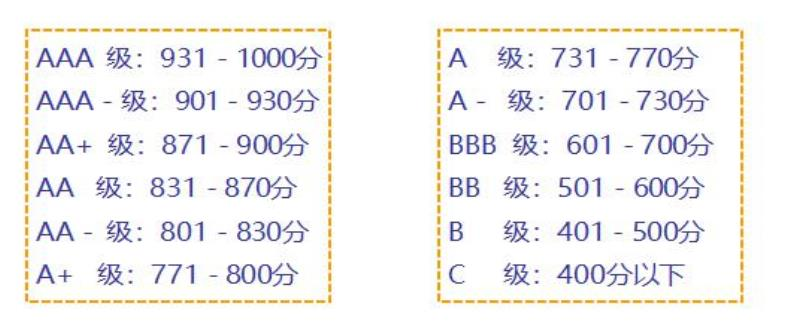 AAA 级：931 - 1000分
AAA - 级：901 - 930分
AA+ 级：871 - 900分
AA 级：831 - 870分
AA - 级：801 - 830分
A+ 级：771 - 800分
A 级：731 - 770分
A - 级：701 - 730分
BBB 级：601 - 700分
BB 级：501 - 600分
B 级：401 - 500分
C 级：400分以下